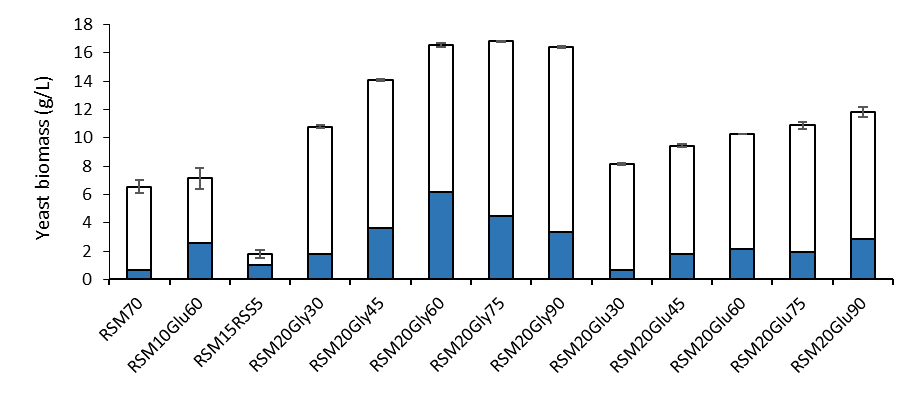 18
16
14
12
10
8
6
4
2
0
Yeast biomass (g/L)
RSM70
RSM10Glu60
RSM15RSS5
RSM20Gly30
RSM20Gly45
RSM20Gly60
RSM20Gly75
RSM20Gly90
RSM20Glu30
RSM20Glu45
RSM20Glu60
RSM20Glu75
RSM20Glu90